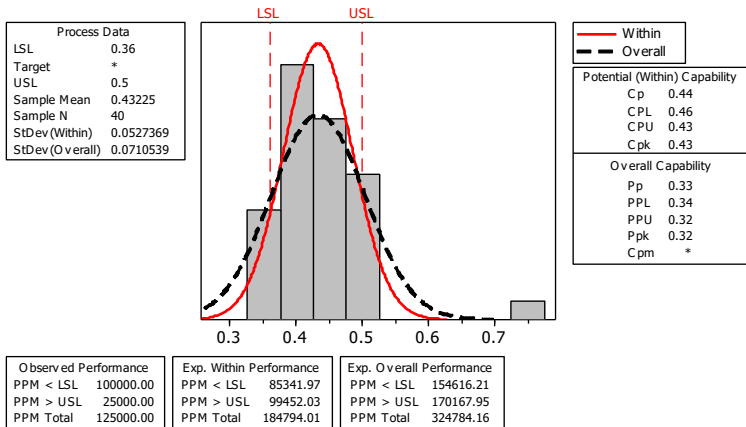 LSL USL
Process Data
LSL 0.36
Target *
USL 0.5
Sample Mean 0.43225
Sample N 40
StDev(Within) 0.0527369
StDev(Overall) 0.0710539
Within
Overall
Potential (Within) Capability
Cp 0.44
CPL 0.46
CPU 0.43
Cpk 0.43
Overall Capability
Pp 0.33
PPL 0.34
PPU 0.32
Ppk 0.32
Cpm *
0.3 0.4 0.5 0.6 0.7
Observed Performance
PPM < LSL 100000.00
PPM > USL 25000.00
PPM Total 125000.00
Exp. Within Performance
PPM < LSL 85341.97
PPM > USL 99452.03
PPM Total 184794.01
Exp. Overall Performance
PPM < LSL 154616.21
PPM > USL 170167.95
PPM Total 324784.16